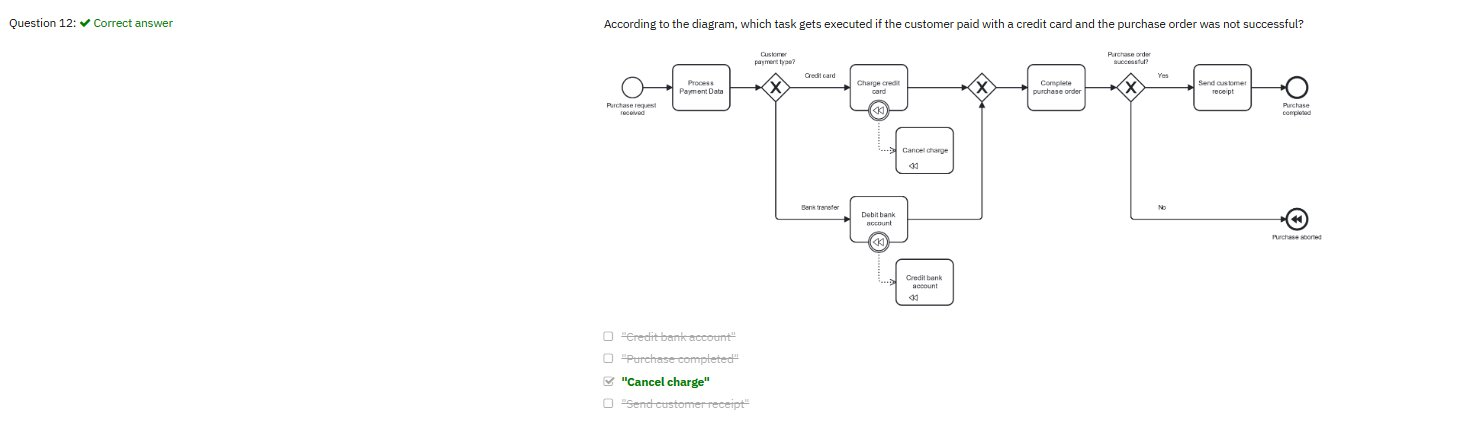 Question 12: ✔ Correct answer
According to the diagram, which task gets executed if the customer paid with a credit card and the purchase order was not successful?
Customer
payment type?
Purchase order
successful?
Credit card
Yes
Process
Payment Data
X
Charge credit
card
X
Complete
purchase order
X
Send customer
receipt
Purchase request
received
Purchase
completed
Cancel charge
Bank transfer
No
Debit bank
account
Purchase aborted
Credit bank
account
"Credit bank account"
"Purchase completed"
"Cancel charge"
"Send customer receipt"